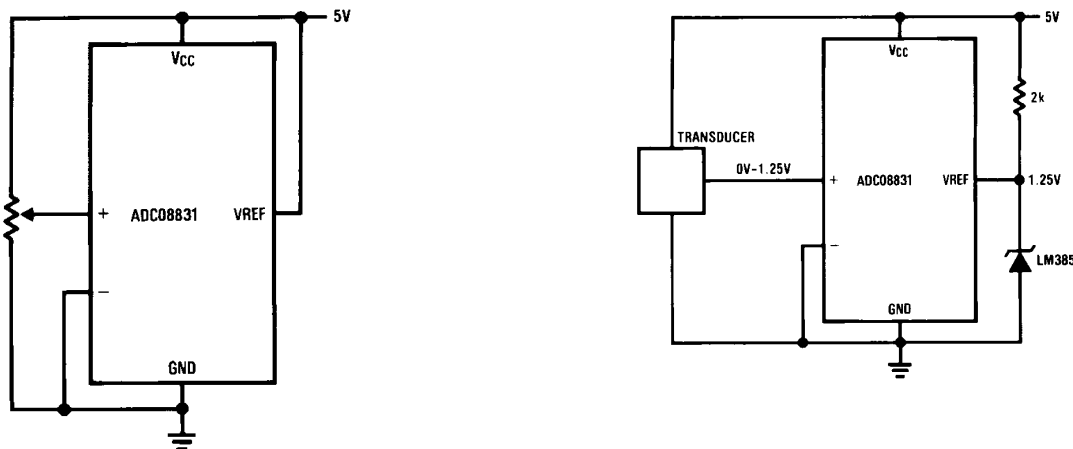 5V
VCC
+
ADC08831
VREF
−
GND
5V
VCC
2k
TRANSDUCER
0V–1.25V
+
ADC08831
VREF
1.25V
−
LM385
GND